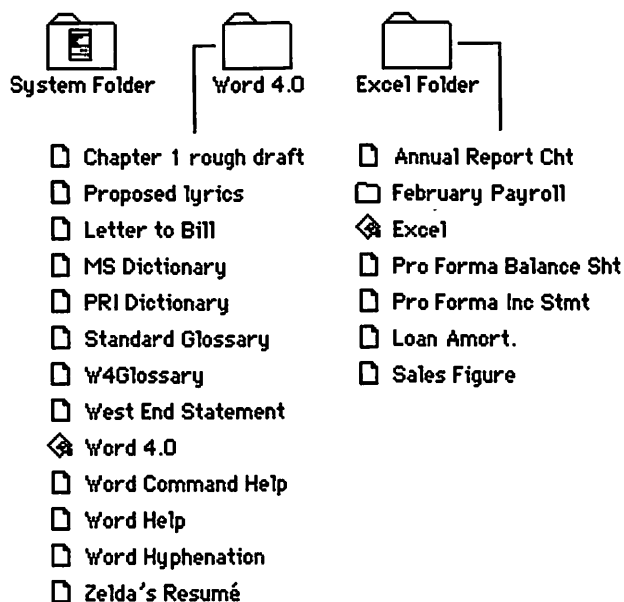 System Folder
Word 4.0
Excel Folder
Chapter 1 rough draft
Proposed lyrics
Letter to Bill
MS Dictionary
PRI Dictionary
Standard Glossary
W4Glossary
West End Statement
Word 4.0
Word Command Help
Word Help
Word Hyphenation
Zelda's Resumé
Annual Report Cht
February Payroll
Excel
Pro Forma Balance Sht
Pro Forma Inc Stmt
Loan Amort.
Sales Figure